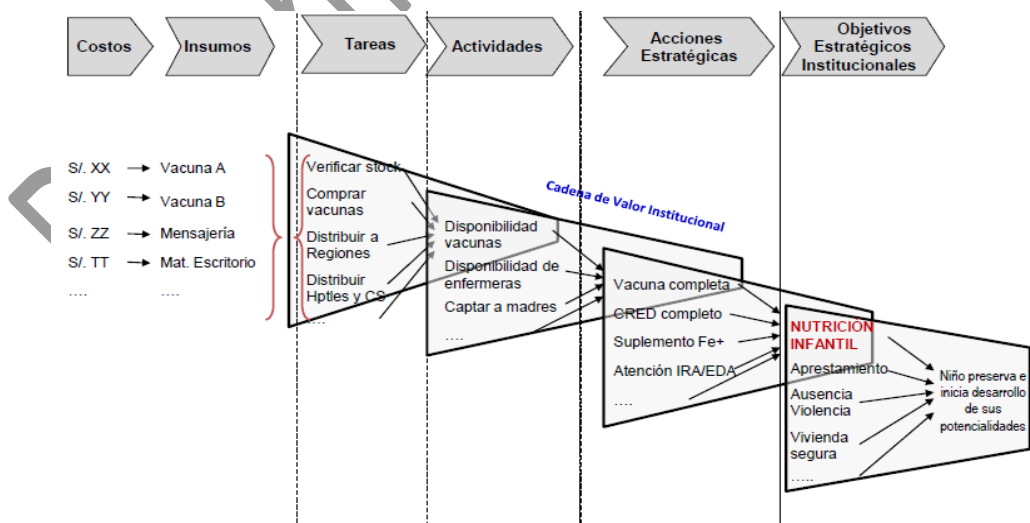 Costos
Insumos
Tareas
Actividades
Acciones
Estratégicas
Objetivos
Estratégicos
Institucionales
S/. XX
Vacuna A
S/. YY
Vacuna B
S/. ZZ
Mensajería
S/. TT
Mat. Escritorio
....
....
Verificar stock
Comprar
vacunas
Distribuir a
Regiones
Distribuir
Hptles y CS
....
Cadena de Valor Institucional
Disponibilidad
vacunas
Disponibilidad de
enfermeras
Captar a madres
....
Vacuna completa
CRED completo
Suplemento Fe+
Atención IRA/EDA
....
NUTRICIÓN
INFANTIL
Aprestamiento
Ausencia
Violencia
Vivienda
segura
.....
Niño preserva e
inicia desarrollo
de sus
potencialidades